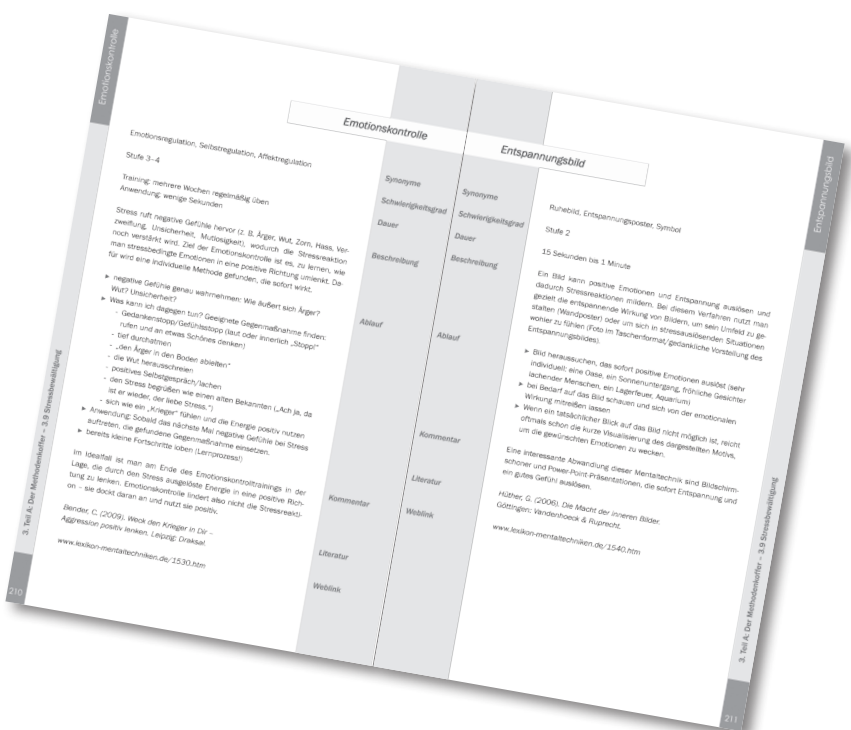 Emotionskontrolle
Emotionskontrolle
Emotionsregulation, Selbstregulation, Affektregulation
Stufe 3-4
Training: mehrere Wochen regelmäßig üben
Anwendung: wenige Sekunden
Stress ruft negative Gefühle hervor (z. B. Ärger, Wut, Zorn, Hass, Ver-
zweiflung, Unsicherheit, Mutlosigkeit), wodurch die Stressreaktion
noch verstärkt wird. Ziel der Emotionskontrolle ist es, zu lernen, wie
man stressbedingte Emotionen in eine positive Richtung umlenkt. Da-
für wird eine individuelle Methode gefunden, die sofort wirkt.
► negative Gefühle genau wahrnehmen: Wie äußert sich Ärger?
Wut? Unsicherheit?
► Was kann ich dagegen tun? Geeignete Gegenmaßnahme finden:
- Gedankenstopp/Gefühlsstopp (laut oder innerlich „Stopp!"
rufen und an etwas Schönes denken)
- tief durchatmen
- „den Ärger in den Boden ableiten"
- die Wut herausschreien
- positives Selbstgespräch/lachen
- den Stress begrüßen wie einen alten Bekannten („Ach ja, da
ist er wieder, der liebe Stress.")
- sich wie ein „Krieger" fühlen und die Energie positiv nutzen
► Anwendung: Sobald das nächste Mal negative Gefühle bei Stress
auftreten, die gefundene Gegenmaßnahme einsetzen.
► bereits kleine Fortschritte loben (Lernprozess!)
Im Idealfall ist man am Ende des Emotionskontrolltrainings in der
Lage, die durch den Stress ausgelöste Energie in eine positive Rich-
tung zu lenken. Emotionskontrolle lindert also nicht die Stressreakti-
on – sie dockt daran an und nutzt sie positiv.
Bender, C. (2009). Weck den Krieger in Dir –
Aggression positiv lenken. Leipzig: Draksal.
www.lexikon-mentaltechniken.de/1530.htm
Synonyme
Schwierigkeitsgrad
Dauer
Beschreibung
Ablauf
Kommentar
Literatur
Weblink
3. Teil A: Der Methodenkoffer – 3.9 Stressbewältigung
210
Entspannungsbild
Entspannungsbild
Synonyme
Schwierigkeitsgrad
Dauer
Beschreibung
Ablauf
Kommentar
Literatur
Weblink
Ruhebild, Entspannungsposter, Symbol
Stufe 2
15 Sekunden bis 1 Minute
Ein Bild kann positive Emotionen und Entspannung auslösen und
dadurch Stressreaktionen mildern. Bei diesem Verfahren nutzt man
gezielt die entspannende Wirkung von Bildern, um sein Umfeld zu ge-
stalten (Wandposter) oder um sich in stressauslösenden Situationen
wohler zu fühlen (Foto im Taschenformat/gedankliche Vorstellung des
Entspannungsbildes).
► Bild heraussuchen, das sofort positive Emotionen auslöst (sehr
individuell; eine Oase, ein Sonnenuntergang, fröhliche Gesichter
lachender Menschen, ein Lagerfeuer, Aquarium)
► bei Bedarf auf das Bild schauen und sich von der emotionalen
Wirkung mitreißen lassen
► Wenn ein tatsächlicher Blick auf das Bild nicht möglich ist, reicht
oftmals schon die kurze Visualisierung des dargestellten Motivs,
um die gewünschten Emotionen zu wecken.
Eine interessante Abwandlung dieser Mentaltechnik sind Bildschirm-
schoner und Power-Point-Präsentationen, die sofort Entspannung und
ein gutes Gefühl auslösen.
Hüther, G. (2006). Die Macht der inneren Bilder.
Göttingen: Vandenhoeck & Ruprecht.
www.lexikon-mentaltechniken.de/1540.htm
3. Teil A: Der Methodenkoffer – 3.9 Stressbewältigung
211